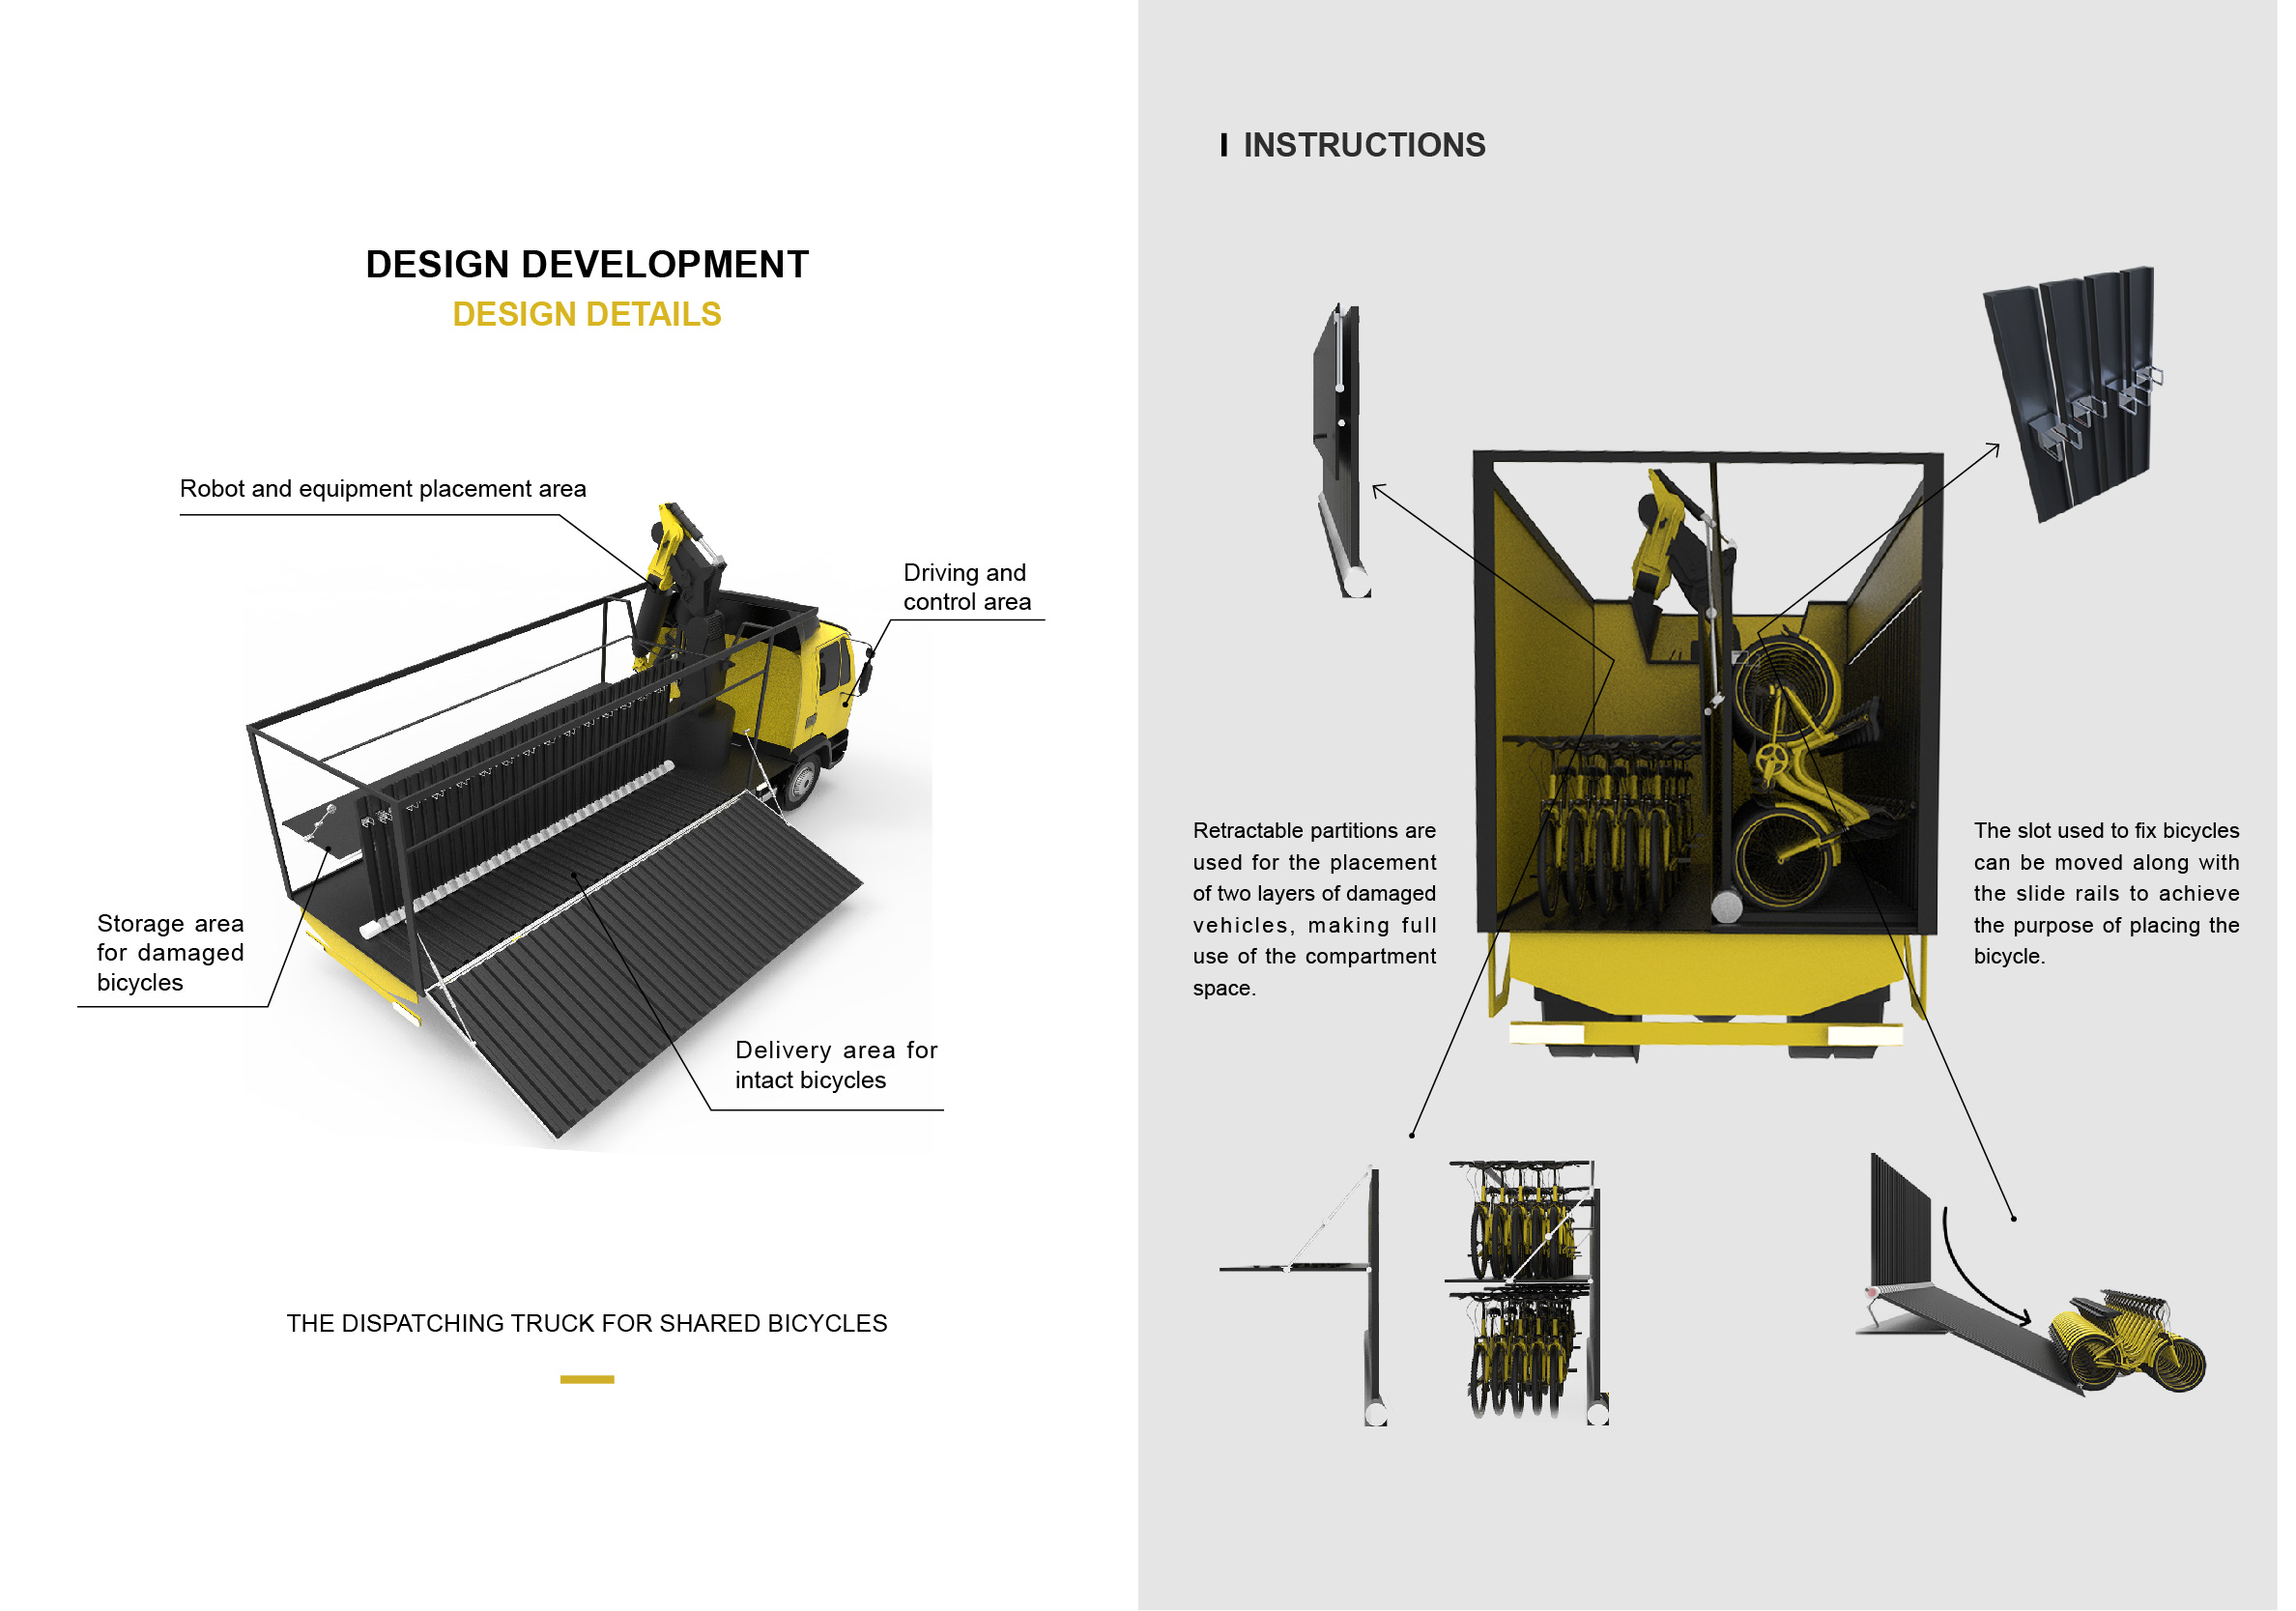 DESIGN DEVELOPMENT
DESIGN DETAILS
Robot and equipment placement area
Driving and
control area
Storage area
for damaged
bicycles
Delivery area for
intact bicycles
THE DISPATCHING TRUCK FOR SHARED BICYCLES
I INSTRUCTIONS
Retractable partitions are
used for the placement
of two layers of damaged
vehicles, making full
use of the compartment
space.
The slot used to fix bicycles
can be moved along with
the slide rails to achieve
the purpose of placing the
bicycle.